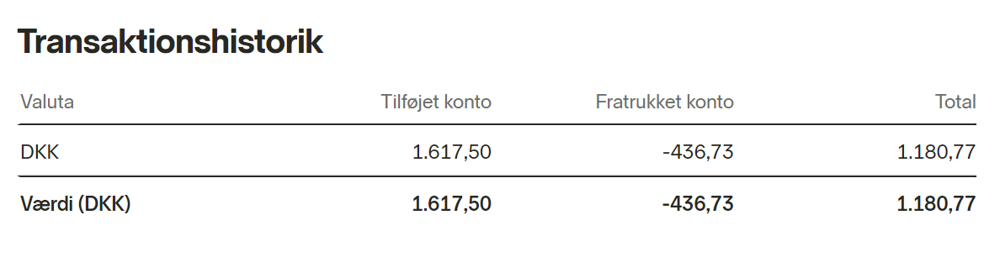 Transaktionshistorik
Valuta Tilføjet konto Fratrukket konto Total
DKK 1.617,50 -436,73 1.180,77
Værdi (DKK) 1.617,50 -436,73 1.180,77